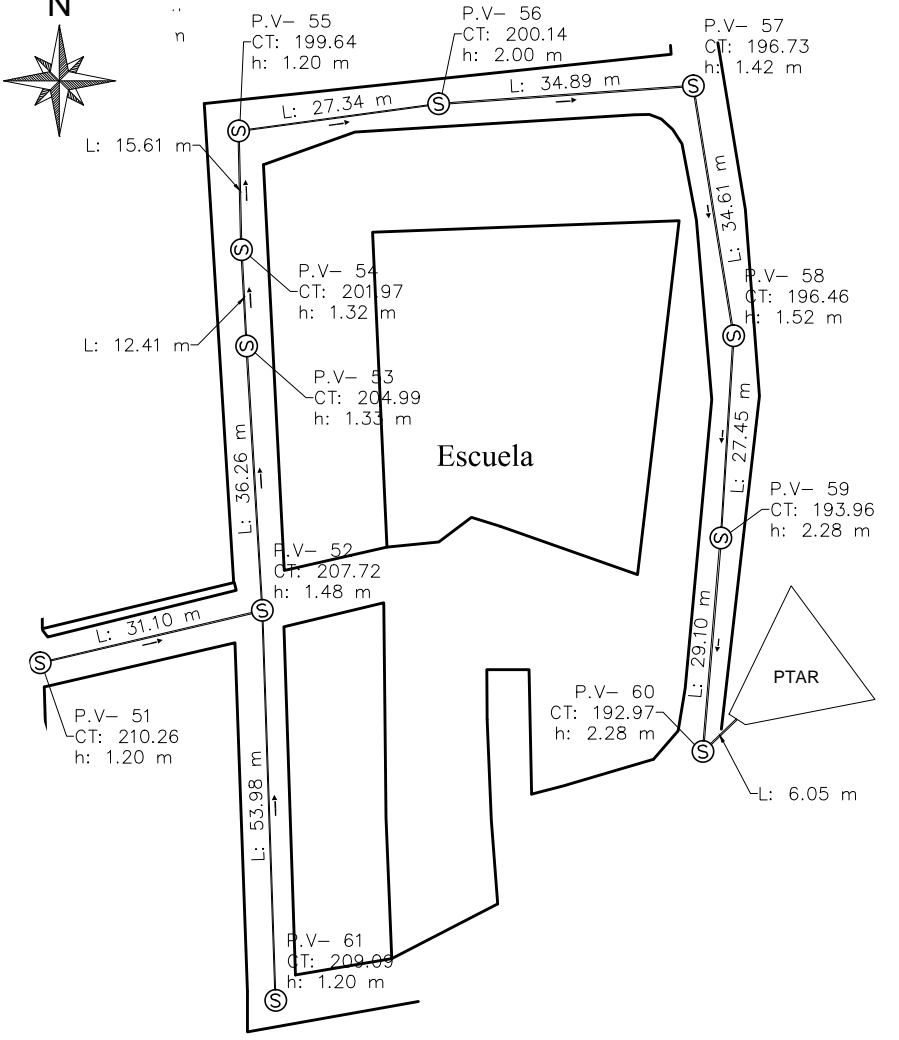 N
P.V- 55
CT: 199.64
h: 1.20 m
P.V- 56
CT: 200.14
h: 2.00 m
P.V- 57
CT: 196.73
h: 1.42 m
n
L: 27.34 m
L: 34.89 m
L: 15.61 m
L: 34.61 m
P.V- 54
CT: 201.97
h: 1.32 m
P.V- 58
CT: 196.46
h: 1.52 m
L: 12.41 m
P.V- 53
CT: 204.99
h: 1.33 m
L: 27.45 m
L: 36.26 m
Escuela
P.V- 59
CT: 193.96
h: 2.28 m
P.V- 52
CT: 207.72
h: 1.48 m
L: 31.10 m
L: 29.10 m
PTAR
P.V- 60
CT: 192.97
h: 2.28 m
P.V- 51
CT: 210.26
h: 1.20 m
L: 6.05 m
L: 53.98 m
P.V- 61
CT: 209.09
h: 1.20 m
S
S
S
S
S
S
S
S
S
S
S